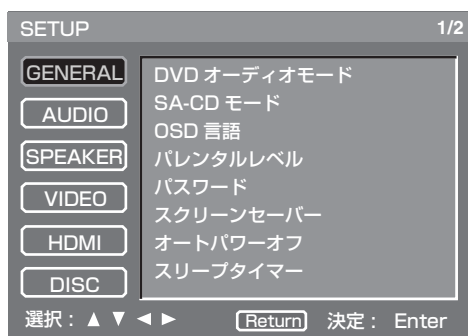 SETUP 1/2
GENERAL
AUDIO
SPEAKER
VIDEO
HDMI
DISC
DVD オーディオモード
SA-CD モード
OSD 言語
パレンタルレベル
パスワード
スクリーンセーバー
オートパワーオフ
スリープタイマー
選択：▲ ▼ ◄ ► Return 決定： Enter